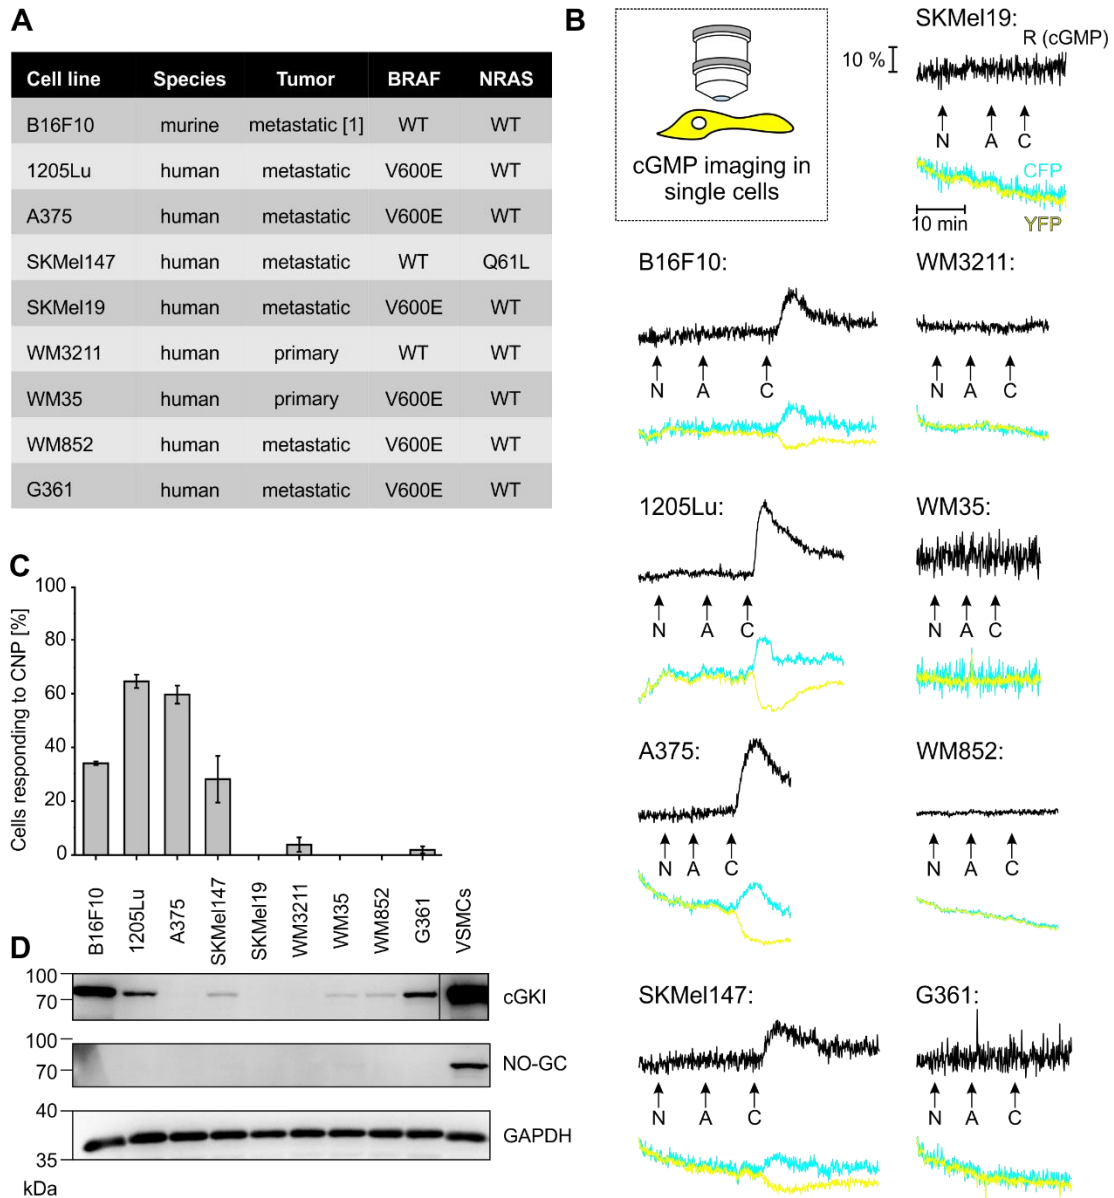 A
Cell line Species Tumor BRAF NRAS
B16F10 murine metastatic [1] WT WT
1205Lu human metastatic V600E WT
A375 human metastatic V600E WT
SKMel147 human metastatic WT Q61L
SKMel19 human metastatic V600E WT
WM3211 human primary WT WT
WM35 human primary V600E WT
WM852 human metastatic V600E WT
G361 human metastatic V600E WT
B
cGMP imaging in
single cells
SKMel19:
R (cGMP)
10 %
N A C
CFP
10 min
YFP
B16F10:
N A C
WM3211:
N A C
1205Lu:
N A C
WM35:
N A C
A375:
N A C
WM852:
N A C
SKMel147:
N A C
G361:
N A C
C
Cells responding to CNP [%]
100
80
60
40
20
0
B16F10
1205Lu
A375
SKMel147
SKMel19
WM3211
WM35
WM852
G361
VSMCs
D
100
70
cGKI
100
70
NO-GC
40
35
GAPDH
kDa